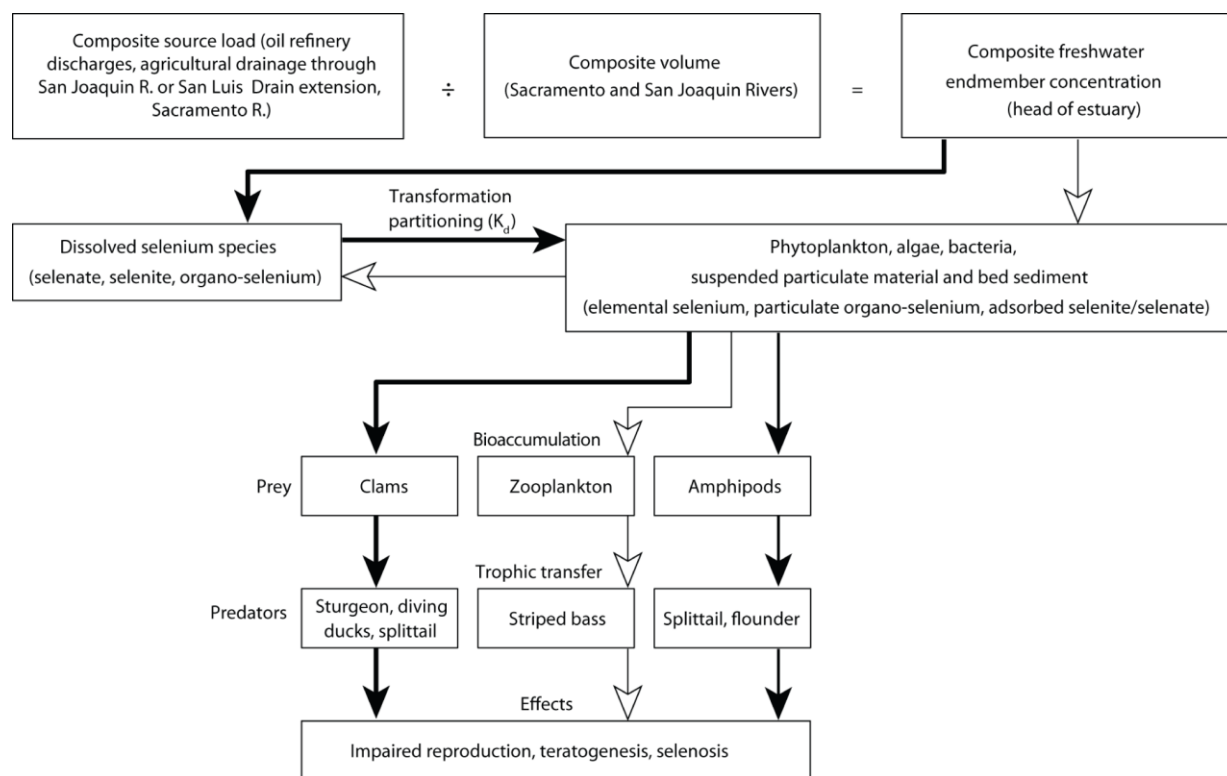 Composite source load (oil refinery
discharges, agricultural drainage through
San Joaquin R. or San Luis Drain extension,
Sacramento R.)
÷
Composite volume
(Sacramento and San Joaquin Rivers)
=
Composite freshwater
endmember concentration
(head of estuary)
Transformation
partitioning (Kd)
Dissolved selenium species
(selenate, selenite, organo-selenium)
Phytoplankton, algae, bacteria,
suspended particulate material and bed sediment
(elemental selenium, particulate organo-selenium, adsorbed selenite/selenate)
Bioaccumulation
Prey
Clams
Zooplankton
Amphipods
Trophic transfer
Predators
Sturgeon, diving
ducks, splittail
Striped bass
Splittail, flounder
Effects
Impaired reproduction, teratogenesis, selenosis